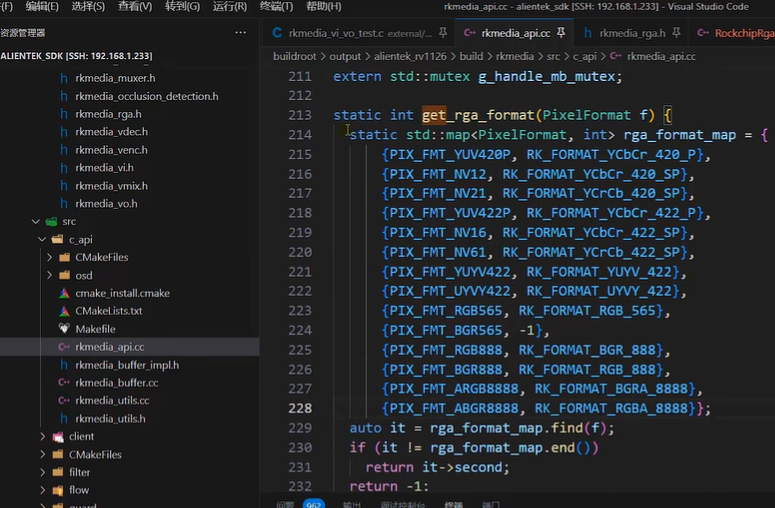 (F) 编辑(E) 选择(S) 查看(V) 转到(G) 运行(R) 终端(T) 帮助(H)
rkmedia_api.cc - alientek_sdk [SSH: 192.168.1.233] - Visual Studio Code
资源管理器
ALIENTEK_SDK [SSH: 192.168.1.233]
rkmedia_muxer.h
rkmedia_occlusion_detection.h
rkmedia_rga.h
rkmedia_vdec.h
rkmedia_venc.h
rkmedia_vi.h
rkmedia_vmix.h
rkmedia_vo.h
src
c_api
CMakeFiles
osd
cmake_install.cmake
CMakeLists.txt
Makefile
rkmedia_api.cc
rkmedia_buffer_impl.h
rkmedia_buffer.cc
rkmedia_utils.cc
rkmedia_utils.h
client
CMakeFiles
filter
flow
guard
rkmedia_vi_vo_test.c external/... rkmedia_api.cc rkmedia_rga.h RockchipRga
buildroot > output > alientek_rv1126 > build > rkmedia > src > c_api > rkmedia_api.cc
211 extern std::mutex g_handle_mb_mutex;
212
213 static int get_rga_format(PixelFormat f) {
214 static std::map<PixelFormat, int> rga_format_map = {
215 {PIX_FMT_YUV420P, RK_FORMAT_YCbCr_420_P},
216 {PIX_FMT_NV12, RK_FORMAT_YCbCr_420_SP},
217 {PIX_FMT_NV21, RK_FORMAT_YCrCb_420_SP},
218 {PIX_FMT_YUV422P, RK_FORMAT_YCbCr_422_P},
219 {PIX_FMT_NV16, RK_FORMAT_YCbCr_422_SP},
220 {PIX_FMT_NV61, RK_FORMAT_YCrCb_422_SP},
221 {PIX_FMT_YUYV422, RK_FORMAT_YUYV_422},
222 {PIX_FMT_UYVY422, RK_FORMAT_UYVY_422},
223 {PIX_FMT_RGB565, RK_FORMAT_RGB_565},
224 {PIX_FMT_BGR565, -1},
225 {PIX_FMT_RGB888, RK_FORMAT_BGR_888},
226 {PIX_FMT_BGR888, RK_FORMAT_RGB_888},
227 {PIX_FMT_ARGB8888, RK_FORMAT_BGRA_8888},
228 {PIX_FMT_ABGR8888, RK_FORMAT_RGBA_8888}};
229 auto it = rga_format_map.find(f);
230 if (it != rga_format_map.end())
231 return it->second;
232 return -1;
问题 962 输出 调试控制台 终端 端口